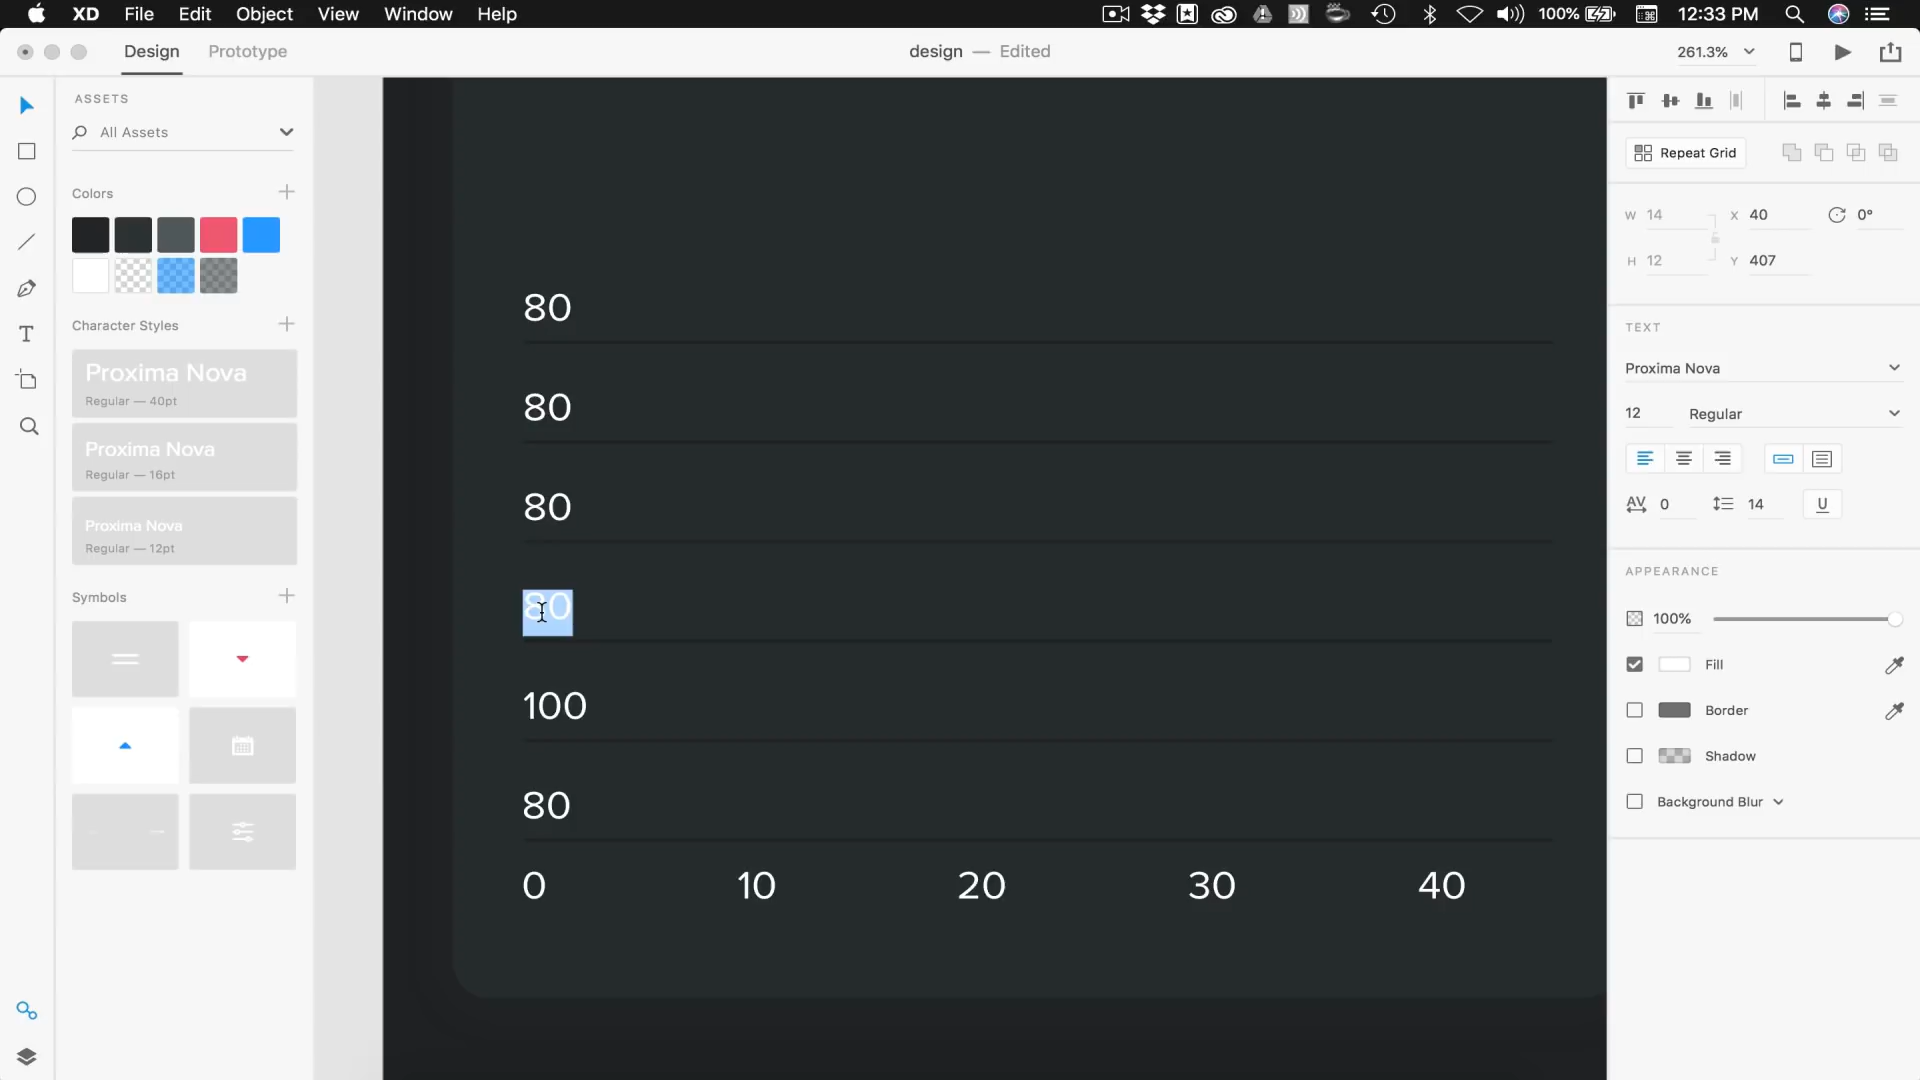 XD File Edit Object View Window Help 100% 12:33 PM
Design Prototype design — Edited 261.3%
ASSETS
All Assets
Colors
Character Styles
Proxima Nova
Regular — 40pt
Proxima Nova
Regular — 16pt
Proxima Nova
Regular — 12pt
Symbols
T
80
80
80
80
100
80
0 10 20 30 40
Repeat Grid
W 14 X 40 0°
H 12 Y 407
TEXT
Proxima Nova
12 Regular
AV 0 14 U
APPEARANCE
100%
Fill
Border
Shadow
Background Blur